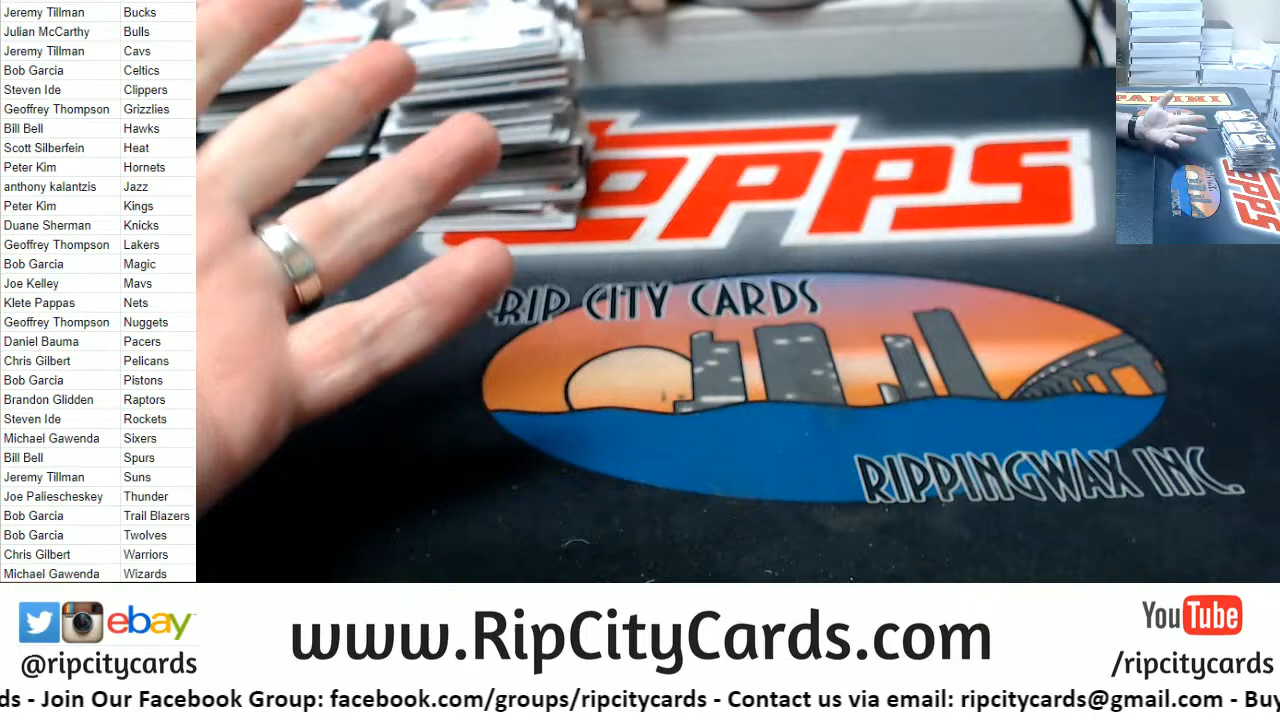 Jeremy Tillman Bucks
Julian McCarthy Bulls
Jeremy Tillman Cavs
Bob Garcia Celtics
Steven Ide Clippers
Geoffrey Thompson Grizzlies
Bill Bell Hawks
Scott Silberfein Heat
Peter Kim Hornets
anthony kalantzis Jazz
Peter Kim Kings
Duane Sherman Knicks
Geoffrey Thompson Lakers
Bob Garcia Magic
Joe Kelley Mavs
Klete Pappas Nets
Geoffrey Thompson Nuggets
Daniel Bauma Pacers
Chris Gilbert Pelicans
Bob Garcia Pistons
Brandon Glidden Raptors
Steven Ide Rockets
Michael Gawenda Sixers
Bill Bell Spurs
Jeremy Tillman Suns
Joe Paliescheskey Thunder
Bob Garcia Trail Blazers
Bob Garcia Twolves
Chris Gilbert Warriors
Michael Gawenda Wizards
PANINI
OPPS
RIP CITY CARDS
RIPPINGWAX INC.
ebay
@ripcitycards
www.RipCityCards.com
YouTube
/ripcitycards
ds - Join Our Facebook Group: facebook.com/groups/ripcitycards - Contact us via email: ripcitycards@gmail.com - Buy